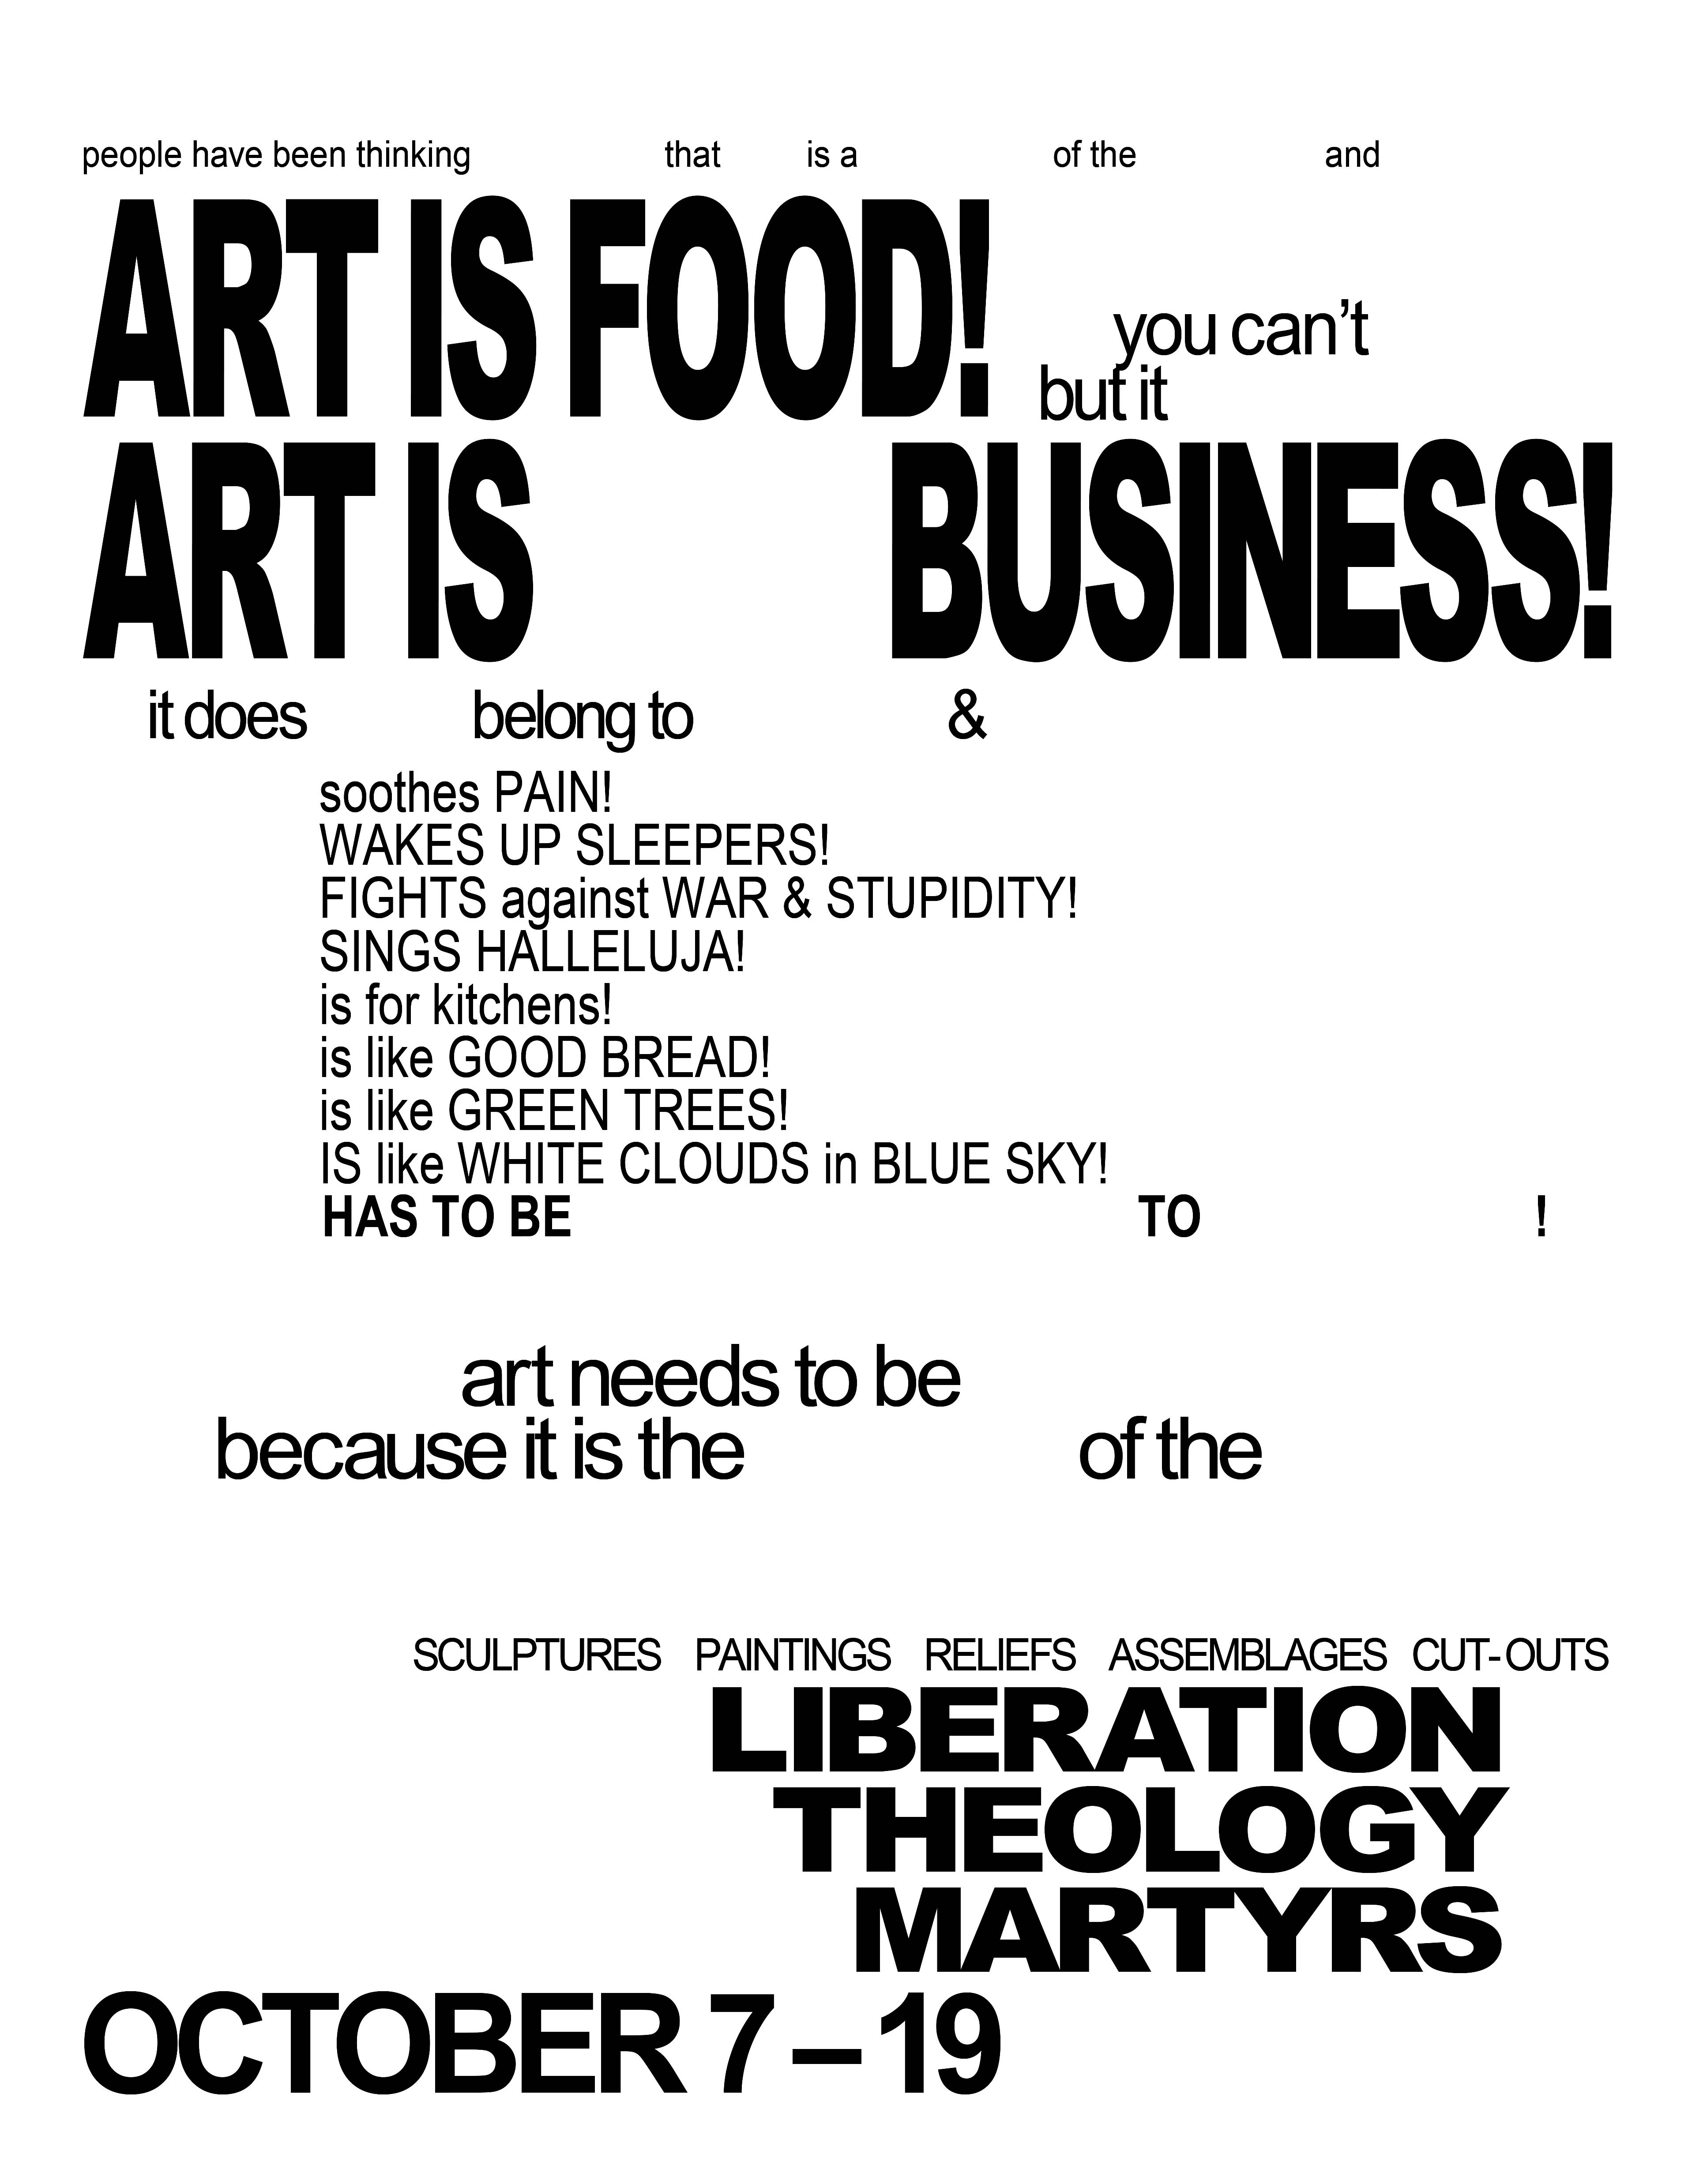 people have been thinking that is a of the and
ART IS FOOD!
you can't
but it
ART IS BUSINESS!
it does belong to &
soothes PAIN!
WAKES UP SLEEPERS!
FIGHTS against WAR & STUPIDITY!
SINGS HALLELUJA!
is for kitchens!
is like GOOD BREAD!
is like GREEN TREES!
IS like WHITE CLOUDS in BLUE SKY!
HAS TO BE TO !
art needs to be
because it is the of the
SCULPTURES PAINTINGS RELIEFS ASSEMBLAGES CUT-OUTS
LIBERATION
THEOLOGY
MARTYRS
OCTOBER 7 – 19